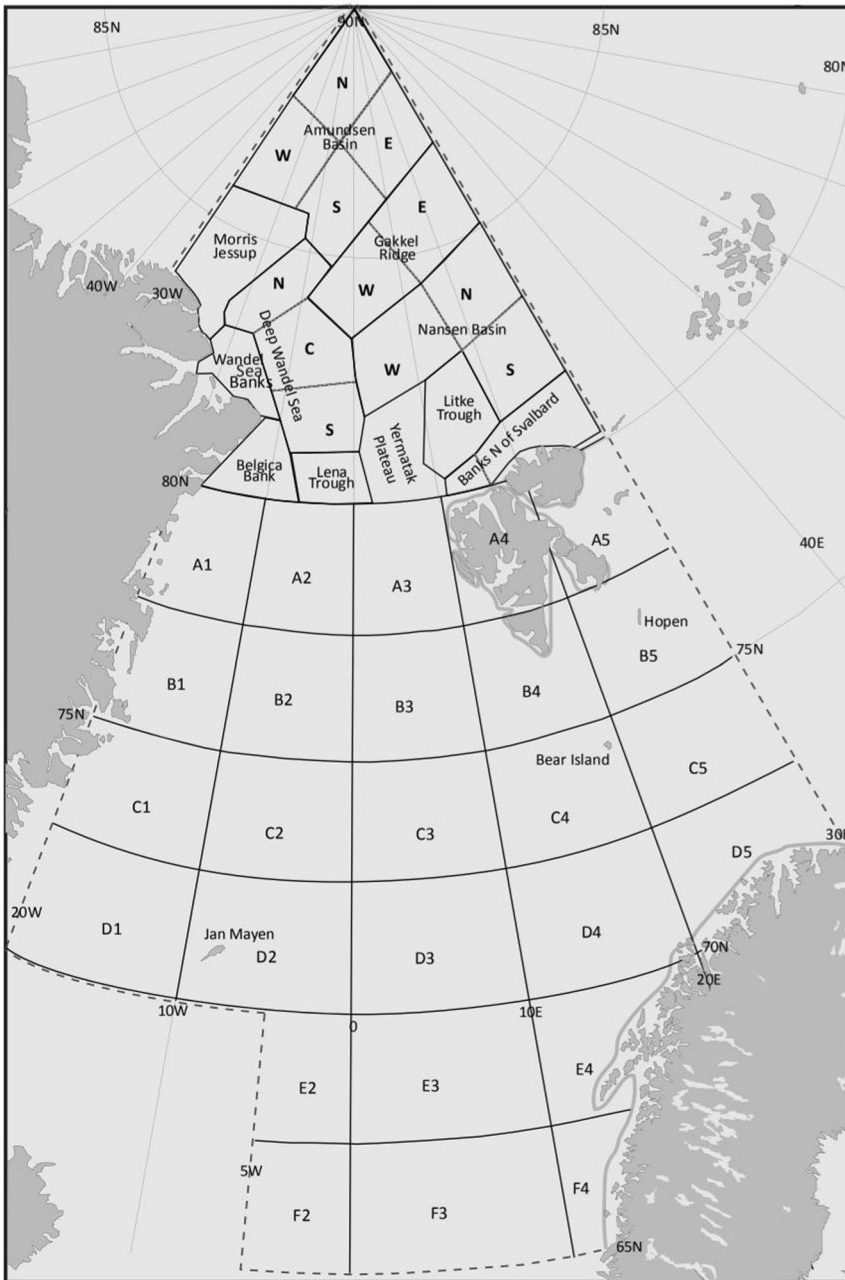 85N
90N
85N
80N
N
Amundsen
Basin
W
E
S
E
Morris
Jessup
Gakkel
Ridge
40W
30W
N
W
N
Deep Wandel Sea
Nansen Basin
C
Wandel
Sea
Banks
W
S
Litke
Trough
S
Yermatak
Plateau
Banks N of Svalbard
Belgica
Bank
Lena
Trough
80N
A1
A2
A3
A4
A5
40E
Hopen
B1
B2
B3
B4
B5
75N
75N
Bear Island
C1
C2
C3
C4
C5
30E
D5
20W
D1
Jan Mayen
D2
D3
D4
70N
20E
10W
0
10E
E2
E3
E4
5W
F2
F3
F4
65N